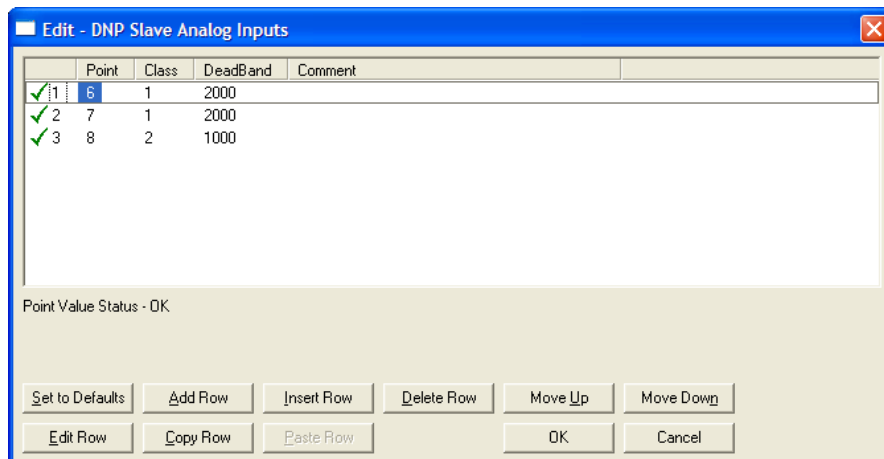 Edit - DNP Slave Analog Inputs
Point Class DeadBand Comment
1 6 1 2000
2 7 1 2000
3 8 2 1000
Point Value Status - OK
Set to Defaults Add Row Insert Row Delete Row Move Up Move Down
Edit Row Copy Row Paste Row OK Cancel